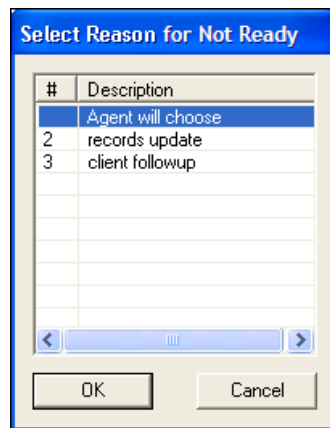 Select Reason for Not Ready
# Description
Agent will choose
2 records update
3 client followup
OK Cancel